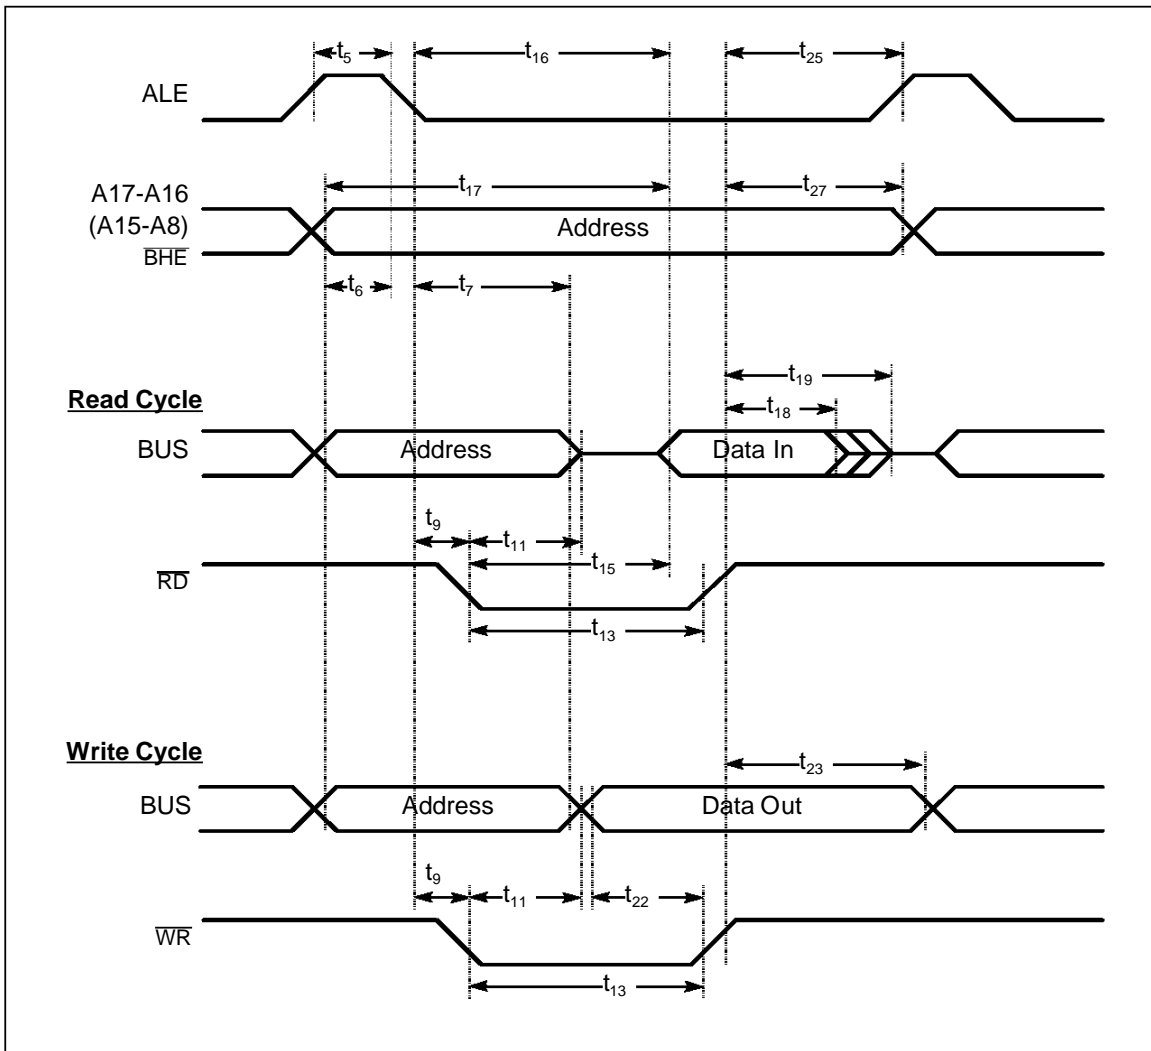 t5 t16 t25
ALE
A17-A16
t17 t27
(A15-A8)
Address
BHE
t6 t7
t19
Read Cycle
t18
BUS
Address
Data In
t9
t11
t15
RD
t13
Write Cycle
t23
BUS
Address
Data Out
t9
t11 t22
WR
t13